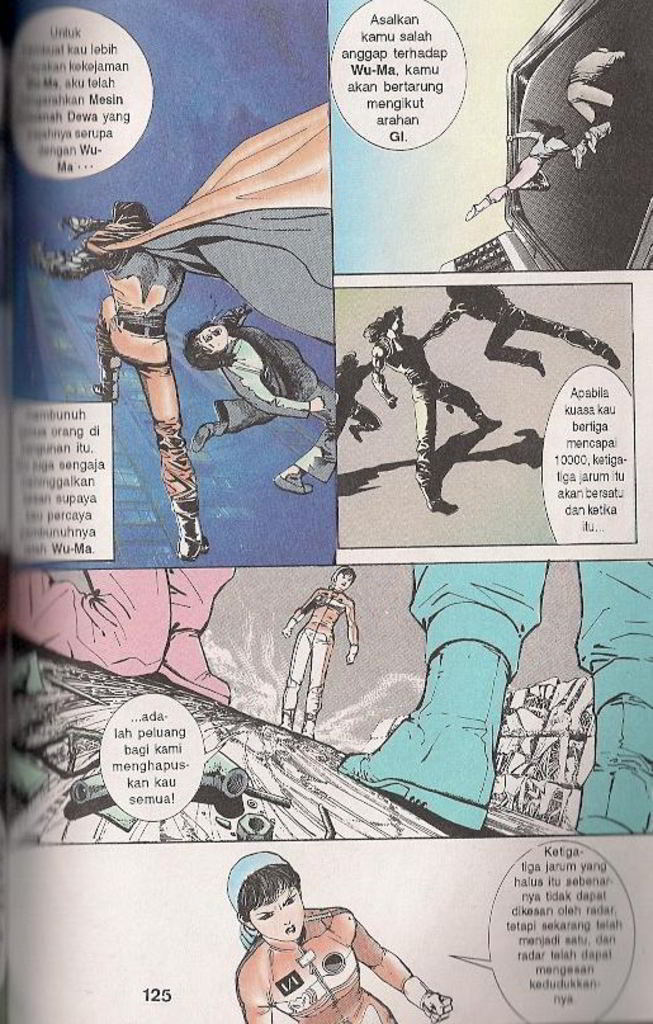 Untuk
kau lebih
kekejaman
aku telah
Mesin
Dewa yang
serupa
dengan Wu-
Ma ...
Asalkan
kamu salah
anggap terhadap
Wu-Ma, kamu
akan bertarung
mengikut
arahan
GI.
membunuh
orang di
itu,
sengaja
supaya
percaya
Wu-Ma.
Apabila
kuasa kau
bertiga
mencapai
10000, ketiga-
tiga jarum itu
akan bersatu
dan ketika
itu...
...ada-
lah peluang
bagi kami
menghapus-
kan kau
semua!
Ketiga-
tiga jarum yang
halus itu sebenar-
nya tidak dapat
dikesan oleh radar,
tetapi sekarang telah
menjadi satu, dan
radar telah dapat
mengesan
kedudukkan-
nya.
125